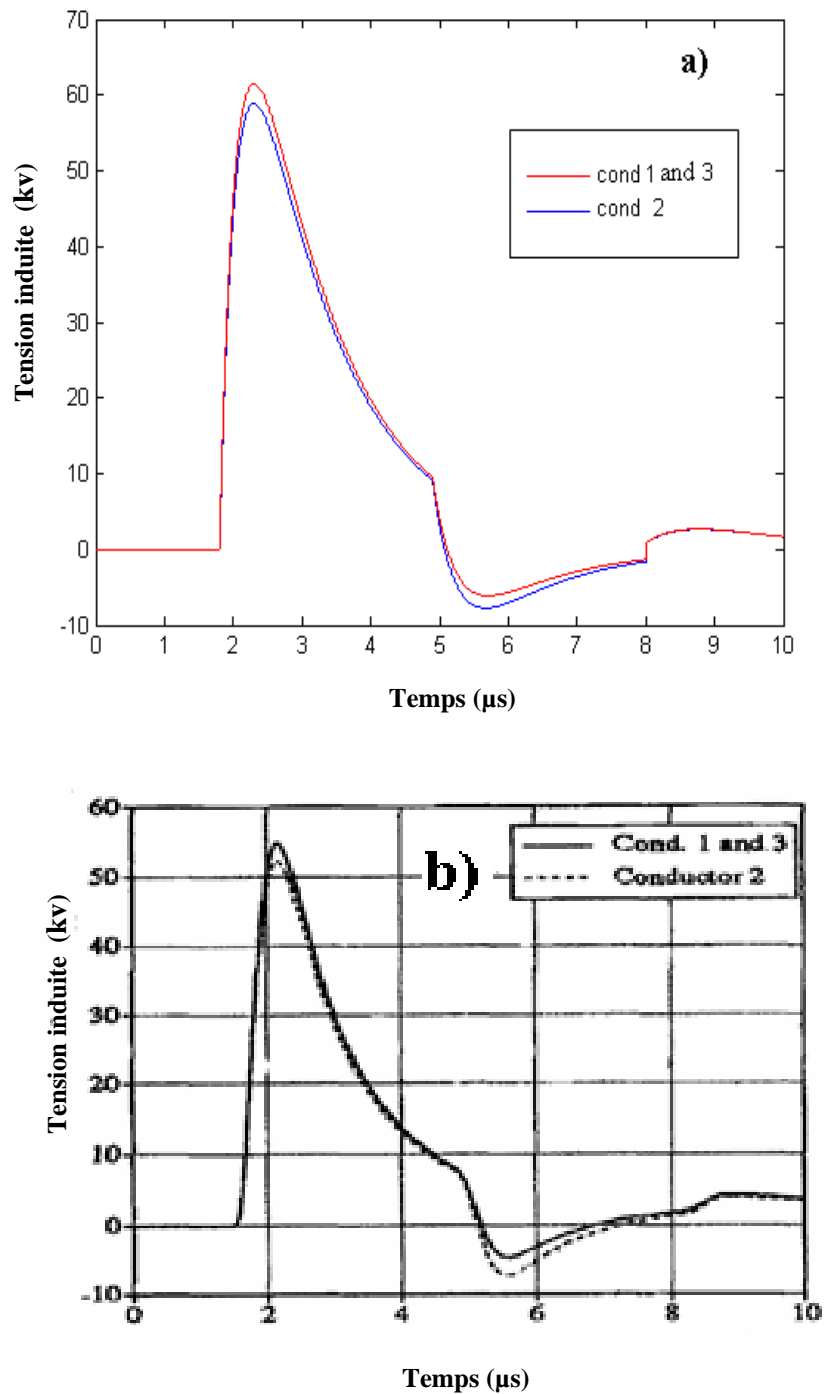 70
60
50
40
30
20
10
0
-10
Tension induite (kv)
a)
cond 1 and 3
cond 2
0 1 2 3 4 5 6 7 8 9 10
Temps (µs)
60
50
40
30
20
10
0
-10
Tension induite (kv)
b)
Cond. 1 and 3
Conductor 2
0 2 4 6 8 10
Temps (µs)